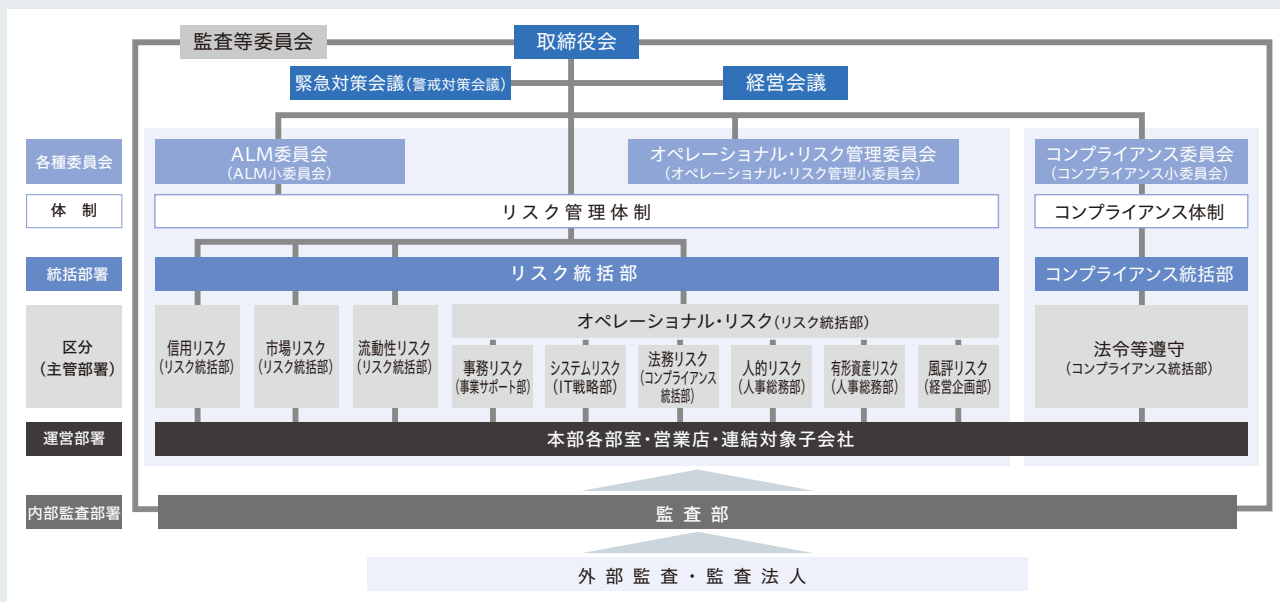 監査等委員会
取締役会
緊急対策会議(警戒対策会議)
経営会議
各種委員会
ALM委員会
(ALM小委員会)
オペレーショナル・リスク管理委員会
(オペレーショナル・リスク管理小委員会)
コンプライアンス委員会
(コンプライアンス小委員会)
体 制
リスク管理体制
コンプライアンス体制
統括部署
リスク統括部
コンプライアンス統括部
区分
(主管部署)
信用リスク
(リスク統括部)
市場リスク
(リスク統括部)
流動性リスク
(リスク統括部)
オペレーショナル・リスク(リスク統括部)
事務リスク
(事業サポート部)
システムリスク
(IT戦略部)
法務リスク
(コンプライアンス
統括部)
人的リスク
(人事総務部)
有形資産リスク
(人事総務部)
風評リスク
(経営企画部)
法令等遵守
(コンプライアンス統括部)
運営部署
本部各部室・営業店・連結対象子会社
内部監査部署
監査部
外部監査・監査法人